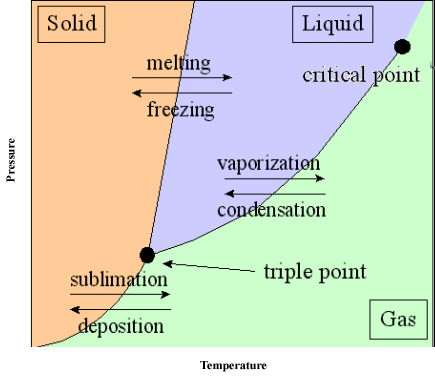 Solid
Liquid
melting
critical point
freezing
Pressure
vaporization
condensation
sublimation
triple point
deposition
Gas
Temperature